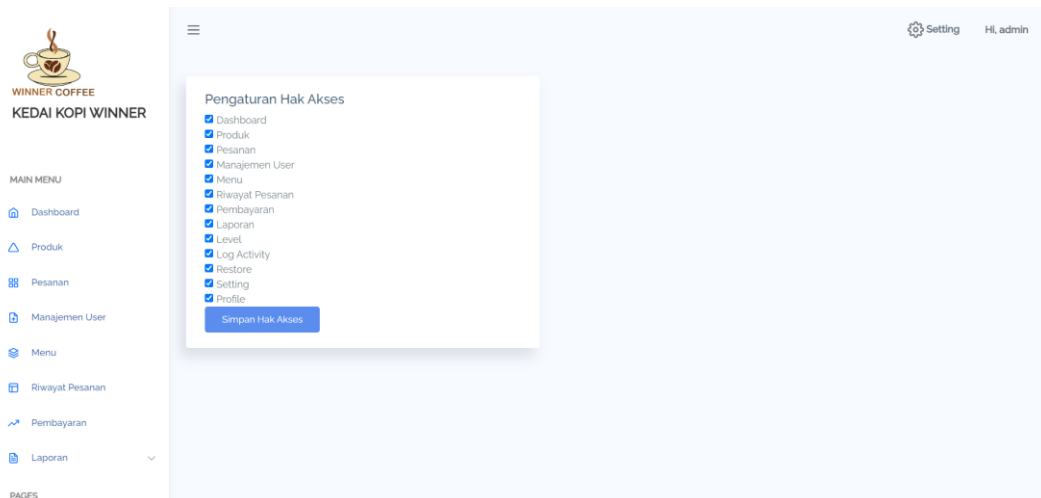 WINNER COFFEE
KEDAI KOPI WINNER
MAIN MENU
Dashboard
Produk
Pesanan
Manajemen User
Menu
Riwayat Pesanan
Pembayaran
Laporan
PAGES
Setting
Hi, admin
Pengaturan Hak Akses
Dashboard
Produk
Pesanan
Manajemen User
Menu
Riwayat Pesanan
Pembayaran
Laporan
Level
Log Activity
Restore
Setting
Profile
Simpan Hak Akses